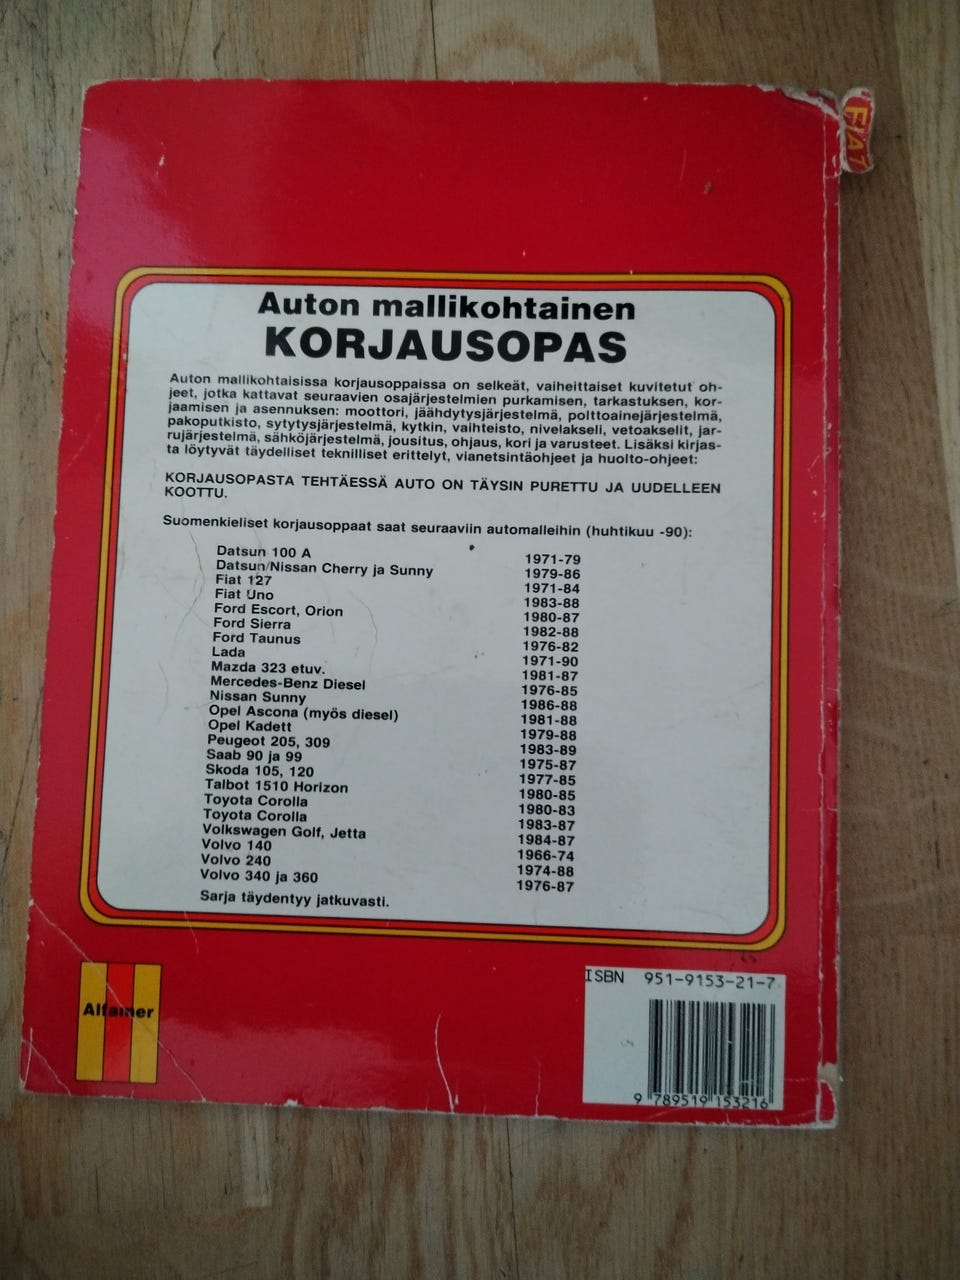 FIAT
Auton mallikohtainen
KORJAUSOPAS
Auton mallikohtaisissa korjausoppaissa on selkeät, vaiheittaiset kuvitetut oh-
jeet, jotka kattavat seuraavien osajärjestelmien purkamisen, tarkastuksen, kor-
jaamisen ja asennuksen: moottori, jäähdytysjärjestelmä, polttoainejärjestelmä,
pakoputkisto, sytytysjärjestelmä, kytkin, vaihteisto, nivelakseli, vetoakselit, jar-
rujärjestelmä, sähköjärjestelmä, jousitus, ohjaus, kori ja varusteet. Lisäksi kirjas-
ta löytyvät täydelliset teknilliset erittelyt, vianetsintäohjeet ja huolto-ohjeet:
KORJAUSOPASTA TEHTÄESSÄ AUTO ON TÄYSIN PURETTU JA UUDELLEEN
KOOTTU.
Suomenkieliset korjausoppaat saat seuraaviin automalleihin (huhtikuu -90):
Datsun 100 A 1971-79
Datsun/Nissan Cherry ja Sunny 1979-86
Fiat 127 1971-84
Fiat Uno 1983-88
Ford Escort, Orion 1980-87
Ford Sierra 1982-88
Ford Taunus 1976-82
Lada 1971-90
Mazda 323 etuv. 1981-87
Mercedes-Benz Diesel 1976-85
Nissan Sunny 1986-88
Opel Ascona (myös diesel) 1981-88
Opel Kadett 1979-88
Peugeot 205, 309 1983-89
Saab 90 ja 99 1975-87
Skoda 105, 120 1977-85
Talbot 1510 Horizon 1980-85
Toyota Corolla 1980-83
Toyota Corolla 1983-87
Volkswagen Golf, Jetta 1984-87
Volvo 140 1966-74
Volvo 240 1974-88
Volvo 340 ja 360 1976-87
Sarja täydentyy jatkuvasti.
Alfamer
ISBN 951-9153-21-7
9 789519 153216